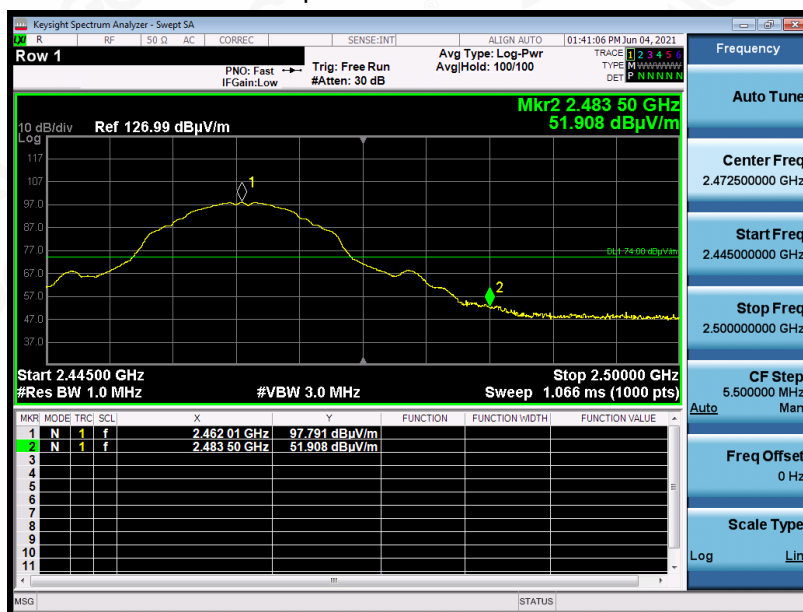 Keysight Spectrum Analyzer - Swept SA
LXI R RF 50 Ω AC CORREC SENSE:INT ALIGN AUTO 01:41:06 PM Jun 04, 2021
Row 1
PNO: Fast
IFGain:Low
Trig: Free Run
#Atten: 30 dB
Avg Type: Log-Pwr
Avg|Hold: 100/100
TRACE 1 2 3 4 5 6
TYPE M W W W W W
DET P N N N N N
Mkr2 2.483 50 GHz
51.908 dBµV/m
10 dB/div Ref 126.99 dBµV/m
Log
117
107
97.0
87.0
77.0
67.0
57.0
47.0
37.0
1
DL1 74.00 dBµV/m
2
Start 2.44500 GHz Stop 2.50000 GHz
#Res BW 1.0 MHz #VBW 3.0 MHz Sweep 1.066 ms (1000 pts)
MKR MODE TRC SCL X Y FUNCTION FUNCTION WIDTH FUNCTION VALUE
1 N 1 f 2.462 01 GHz 97.791 dBµV/m
2 N 1 f 2.483 50 GHz 51.908 dBµV/m
3
4
5
6
7
8
9
10
11
MSG STATUS
Frequency
Auto Tune
Center Freq
2.472500000 GHz
Start Freq
2.445000000 GHz
Stop Freq
2.500000000 GHz
CF Step
5.500000 MHz
Auto Man
Freq Offset
0 Hz
Scale Type
Log Lin